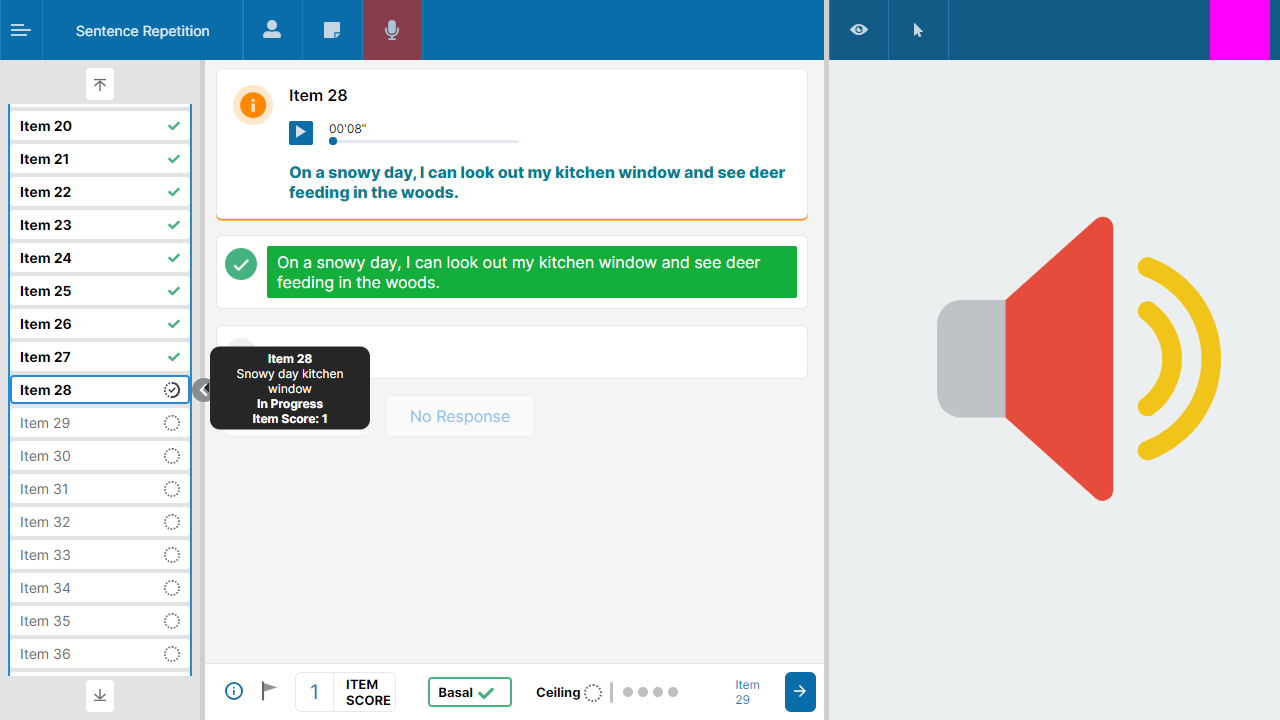 Sentence Repetition
Item 20
Item 21
Item 22
Item 23
Item 24
Item 25
Item 26
Item 27
Item 28
Item 29
Item 30
Item 31
Item 32
Item 33
Item 34
Item 35
Item 36
Item 28
00'08"
On a snowy day, I can look out my kitchen window and see deer
feeding in the woods.
On a snowy day, I can look out my kitchen window and see deer
feeding in the woods.
Item 28
Snowy day kitchen
window
In Progress
Item Score: 1
No Response
1
ITEM
SCORE
Basal
Ceiling
Item
29